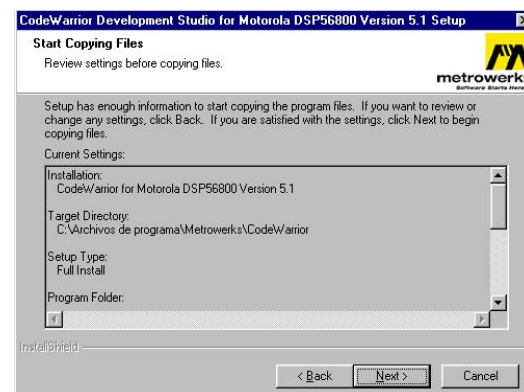 CodeWarrior Development Studio for Motorola DSP56800 Version 5.1 Setup
Start Copying Files
Review settings before copying files.
metrowerks
Software Starts Here
Setup has enough information to start copying the program files. If you want to review or
change any settings, click Back. If you are satisfied with the settings, click Next to begin
copying files.
Current Settings:
Installation:
CodeWarrior for Motorola DSP56800 Version 5.1
Target Directory:
C:\Archivos de programa\Metrowerks\CodeWarrior
Setup Type:
Full Install
Program Folder:
InstallShield
< Back
Next >
Cancel